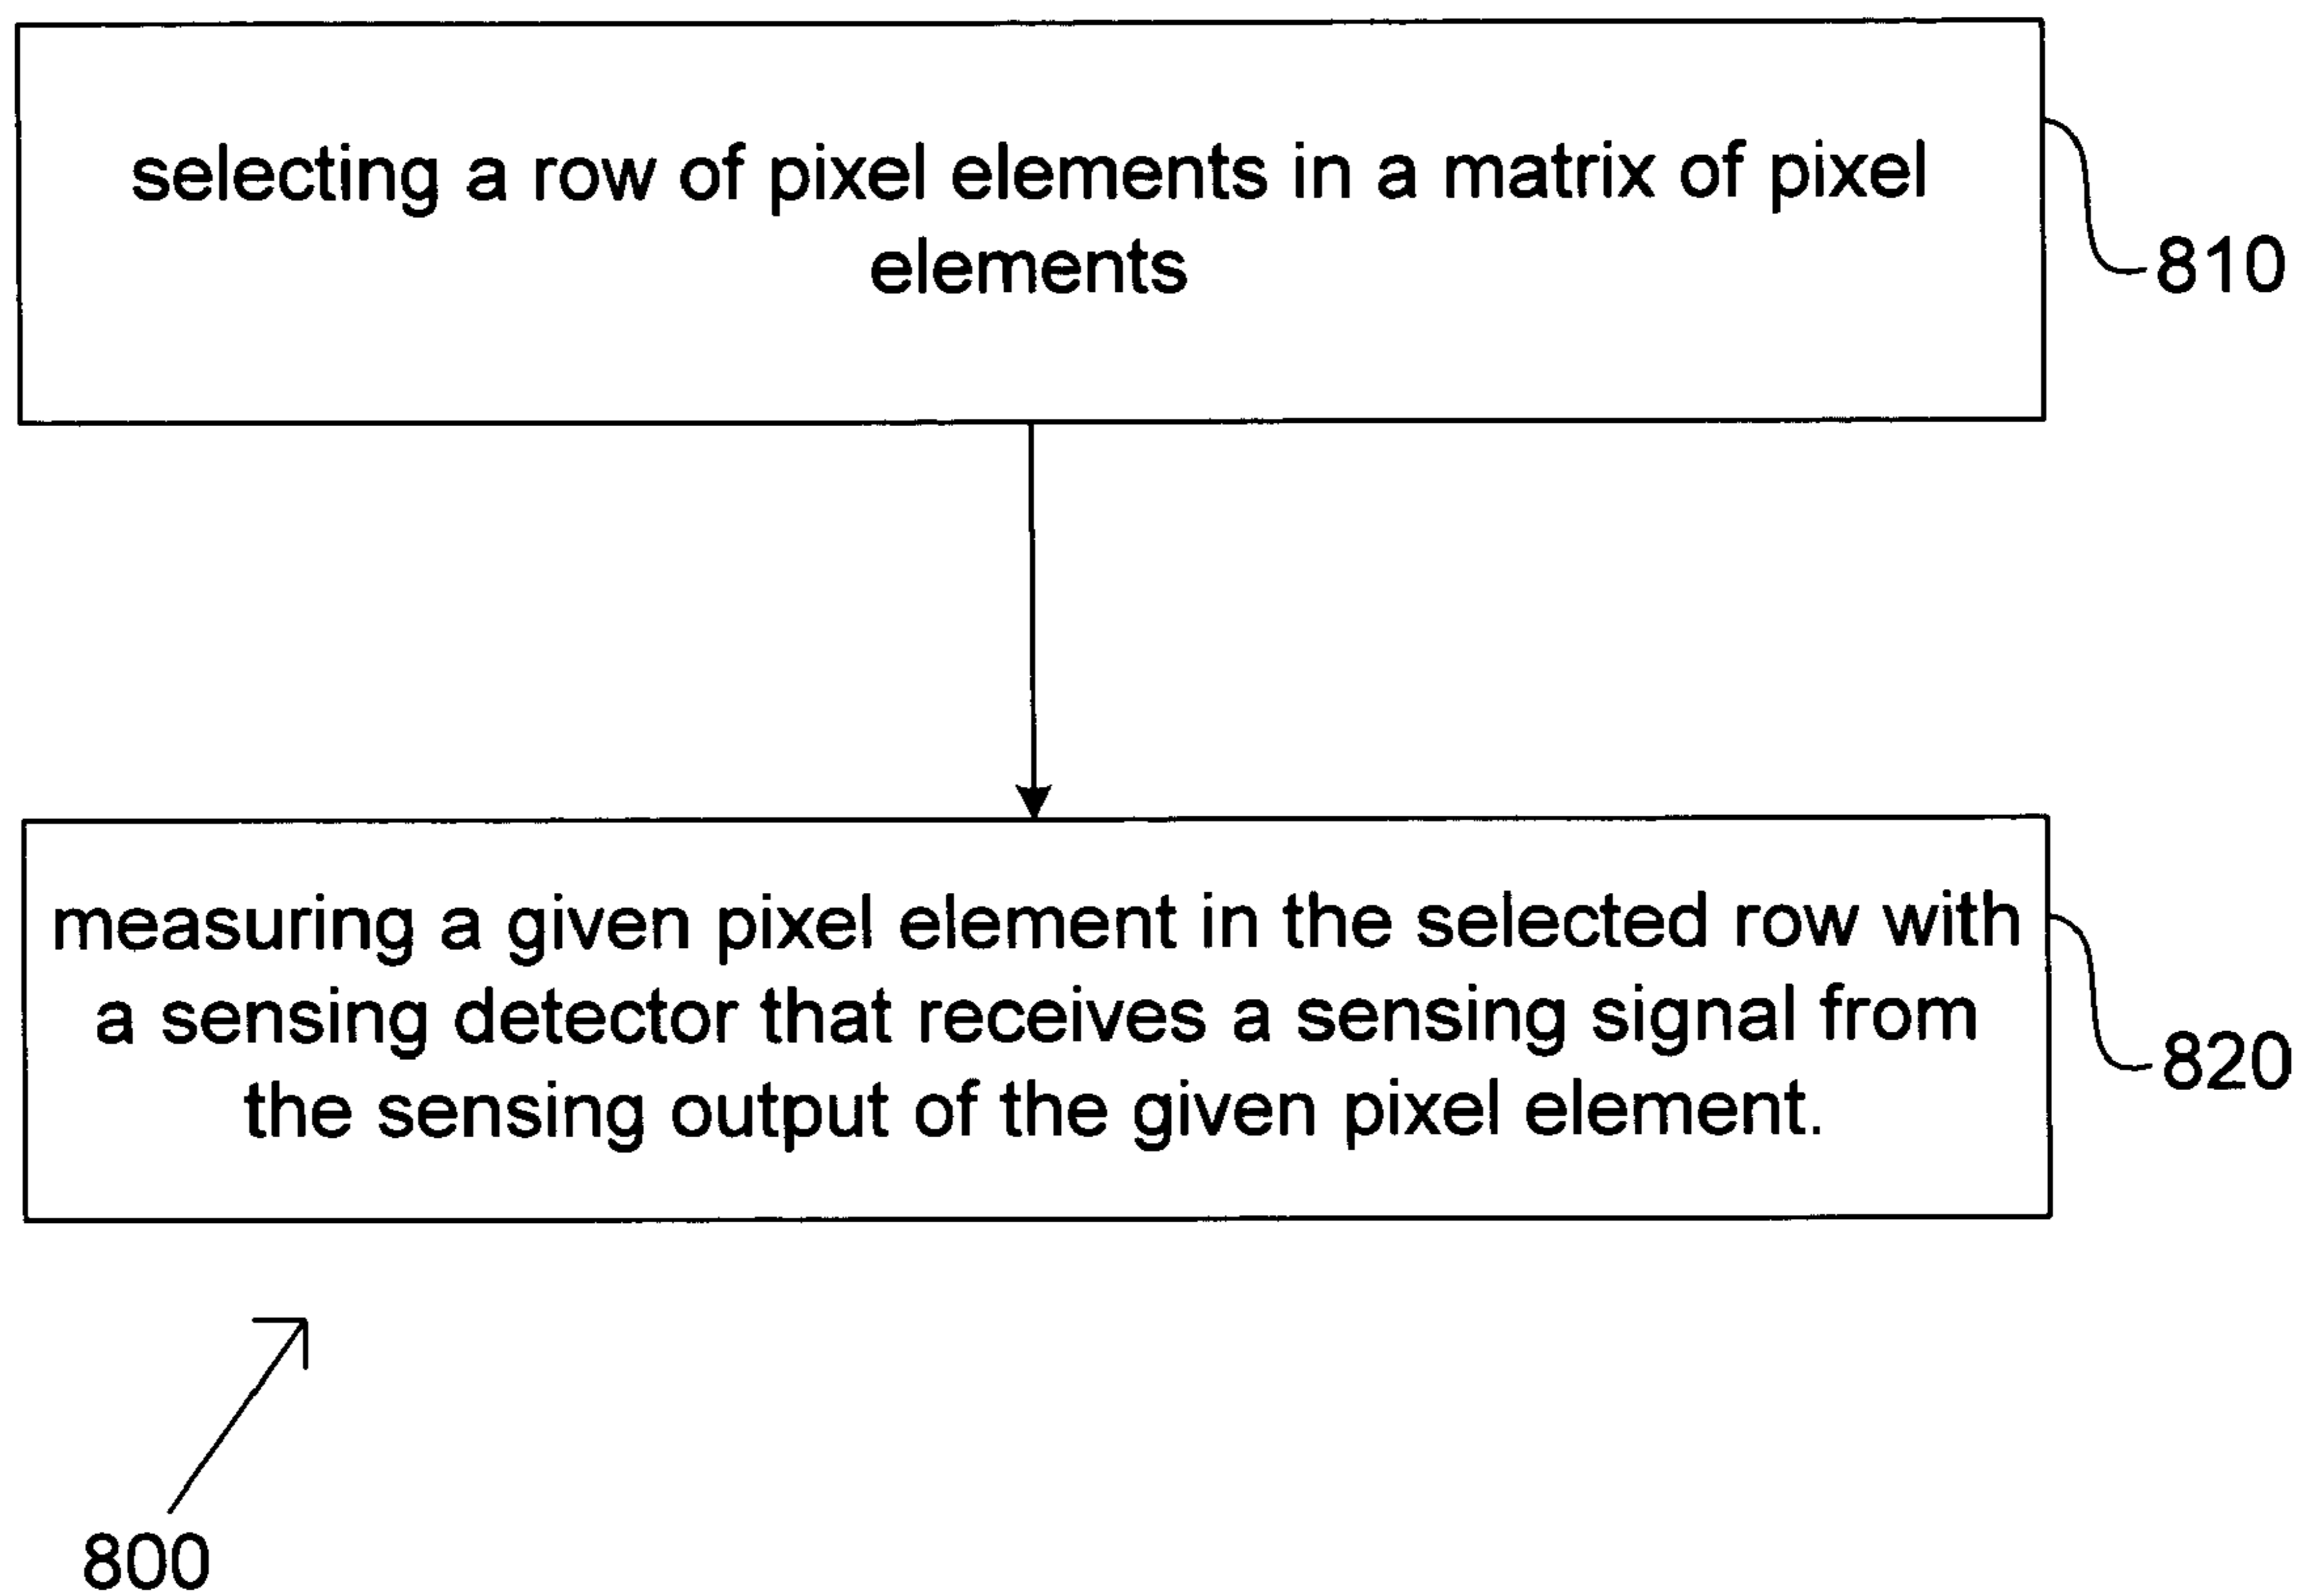 selecting a row of pixel elements in a matrix of pixel
elements
810
measuring a given pixel element in the selected row with
a sensing detector that receives a sensing signal from
the sensing output of the given pixel element.
820
800